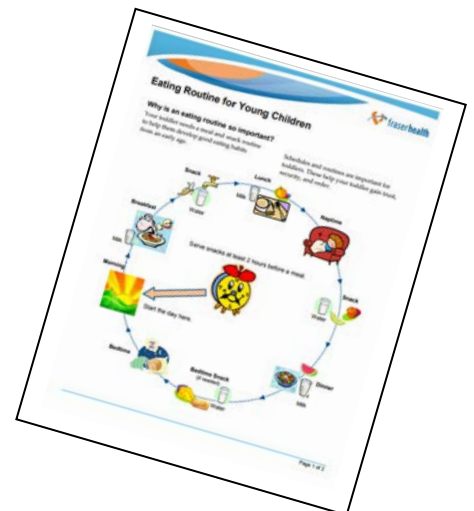 fraserhealth
Eating Routine for Young Children
Why is an eating routine so important?
Your toddler needs a meal and snack routine
to help them develop good eating habits
from an early age.
Schedules and routines are important for
toddlers. These help your toddler gain trust,
security, and order.
Snack
Water
Lunch
Milk
Naptime
Breakfast
Milk
Serve snacks at least 2 hours before a meal.
Morning
Start the day here.
Snack
Water
Dinner
Milk
Bedtime Snack
(if needed)
Water
Bedtime
Page 1 of 2